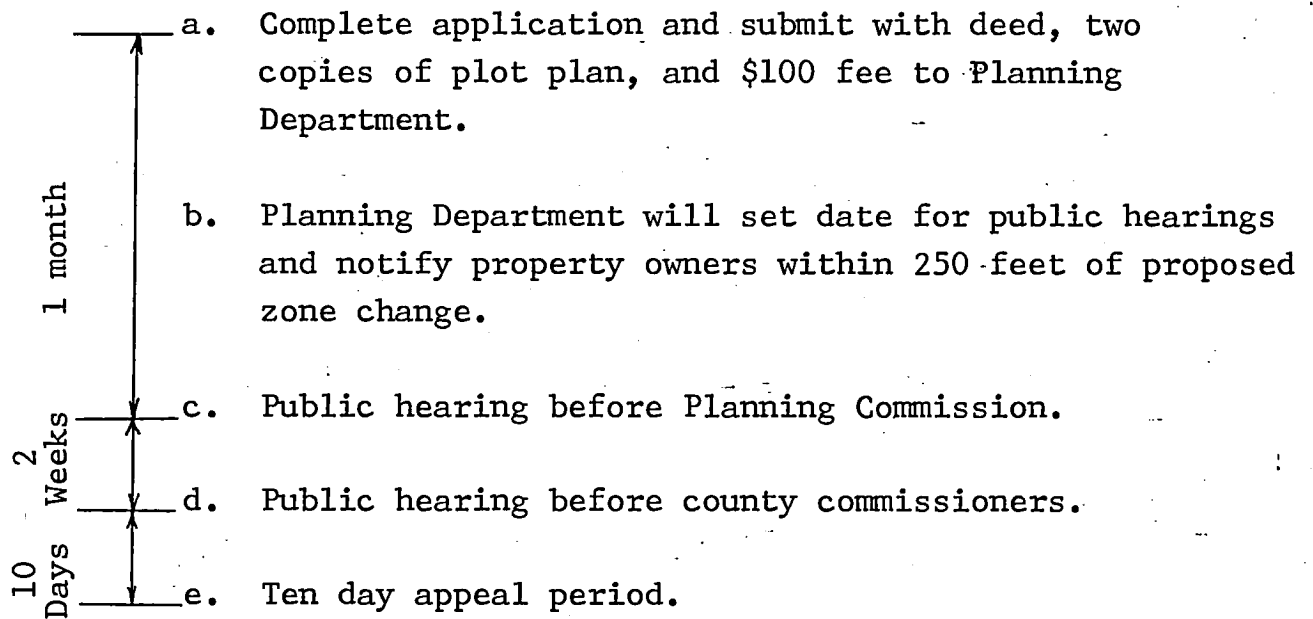 a. Complete application and submit with deed, two
copies of plot plan, and $100 fee to Planning
Department.
1 month
b. Planning Department will set date for public hearings
and notify property owners within 250 feet of proposed
zone change.
c. Public hearing before Planning Commission.
2
Weeks
d. Public hearing before county commissioners.
10
Days
e. Ten day appeal period.